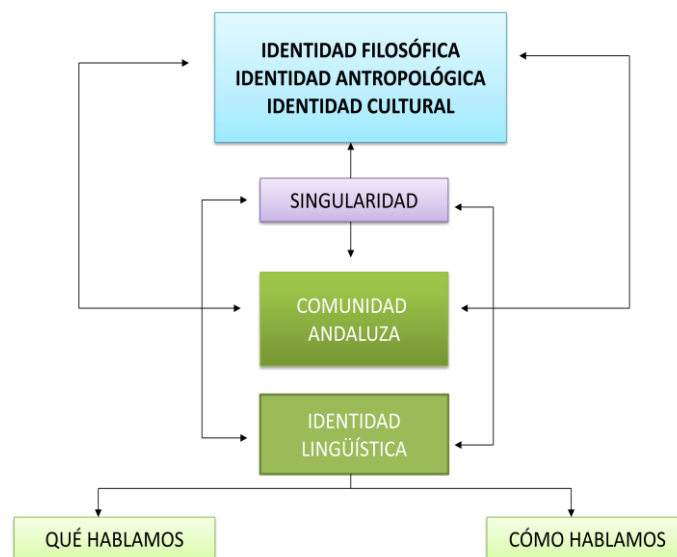 IDENTIDAD FILOSÓFICA
IDENTIDAD ANTROPOLÓGICA
IDENTIDAD CULTURAL
SINGULARIDAD
COMUNIDAD
ANDALUZA
IDENTIDAD
LINGÜÍSTICA
QUÉ HABLAMOS
CÓMO HABLAMOS